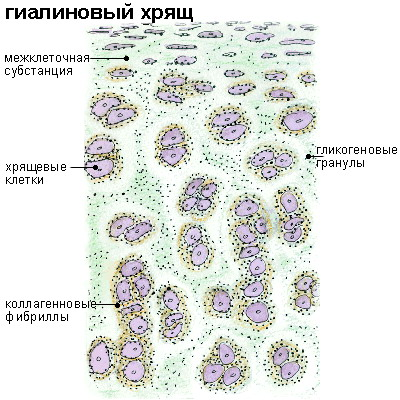 гиалиновый хрящ
межклеточная
субстанция
гликогеновые
гранулы
хрящевые
клетки
коллагенновые
фибриллы